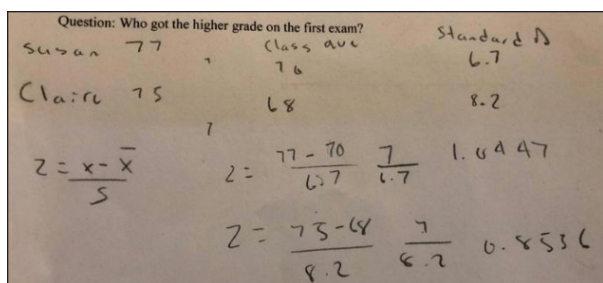 Question: Who got the higher grade on the first exam?
Susan 77 Class ave Standard D
70 6.7
Claire 75 68 8.2
z = x - x̄ / s
z = 77 - 70 / 6.7 7 / 6.7 1.0447
z = 75 - 68 / 8.2 7 / 8.2 0.8536